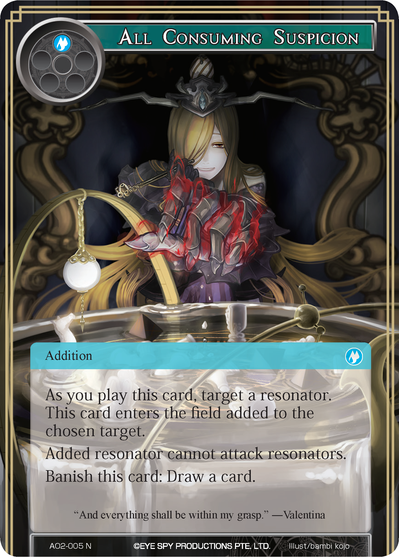 All Consuming Suspicion
Addition
As you play this card, target a resonator.
This card enters the field added to the
chosen target.
Added resonator cannot attack resonators.
Banish this card: Draw a card.
“And everything shall be within my grasp.” —Valentina
A02-005 N ©EYE SPY PRODUCTIONS PTE. LTD. Illust/bambi kojo